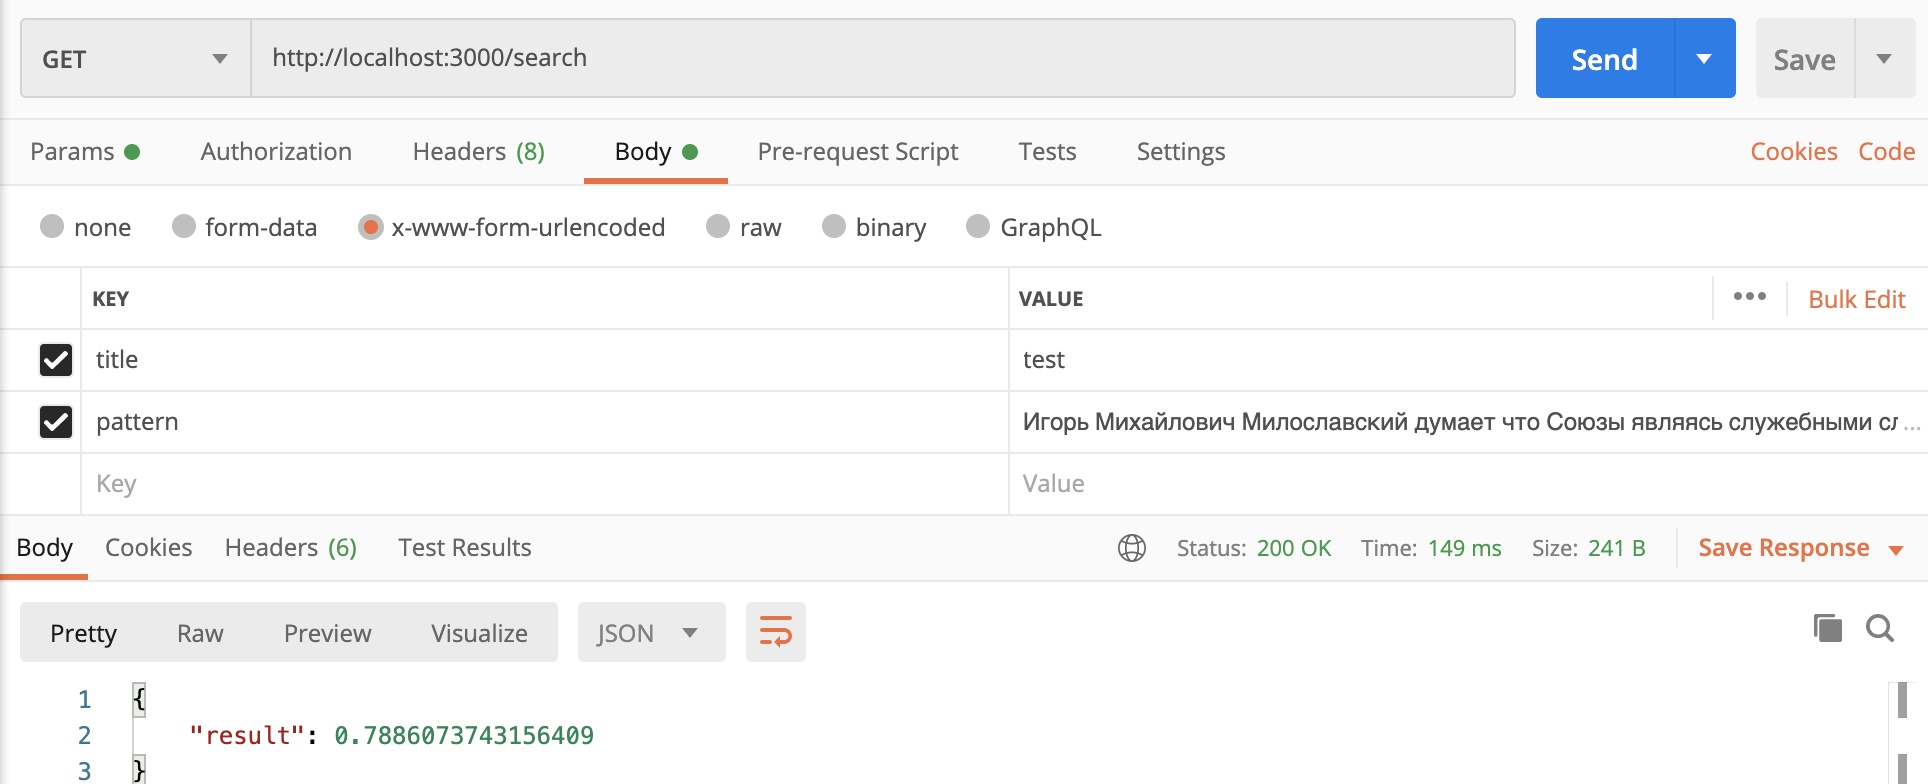 GET http://localhost:3000/search Send Save
Params Authorization Headers (8) Body Pre-request Script Tests Settings Cookies Code
none form-data x-www-form-urlencoded raw binary GraphQL
KEY VALUE ••• Bulk Edit
title test
pattern Игорь Михайлович Милославский думает что Союзы являясь служебными сл ...
Key Value
Body Cookies Headers (6) Test Results Status: 200 OK Time: 149 ms Size: 241 B Save Response
Pretty Raw Preview Visualize JSON
1 {
2 "result": 0.7886073743156409
3 }